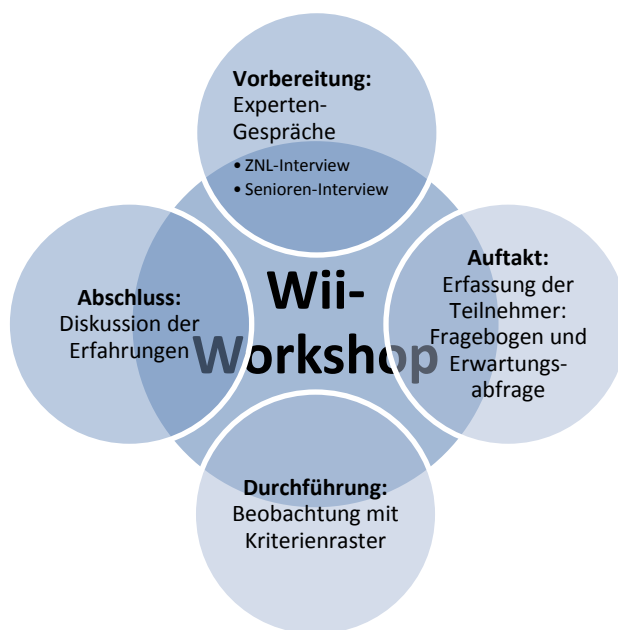 Vorbereitung:
Experten-
Gespräche
• ZNL-Interview
• Senioren-Interview
Wii-
Workshop
Auftakt:
Erfassung der
Teilnehmer:
Fragebogen und
Erwartungs-
abfrage
Durchführung:
Beobachtung mit
Kriterienraster
Abschluss:
Diskussion der
Erfahrungen